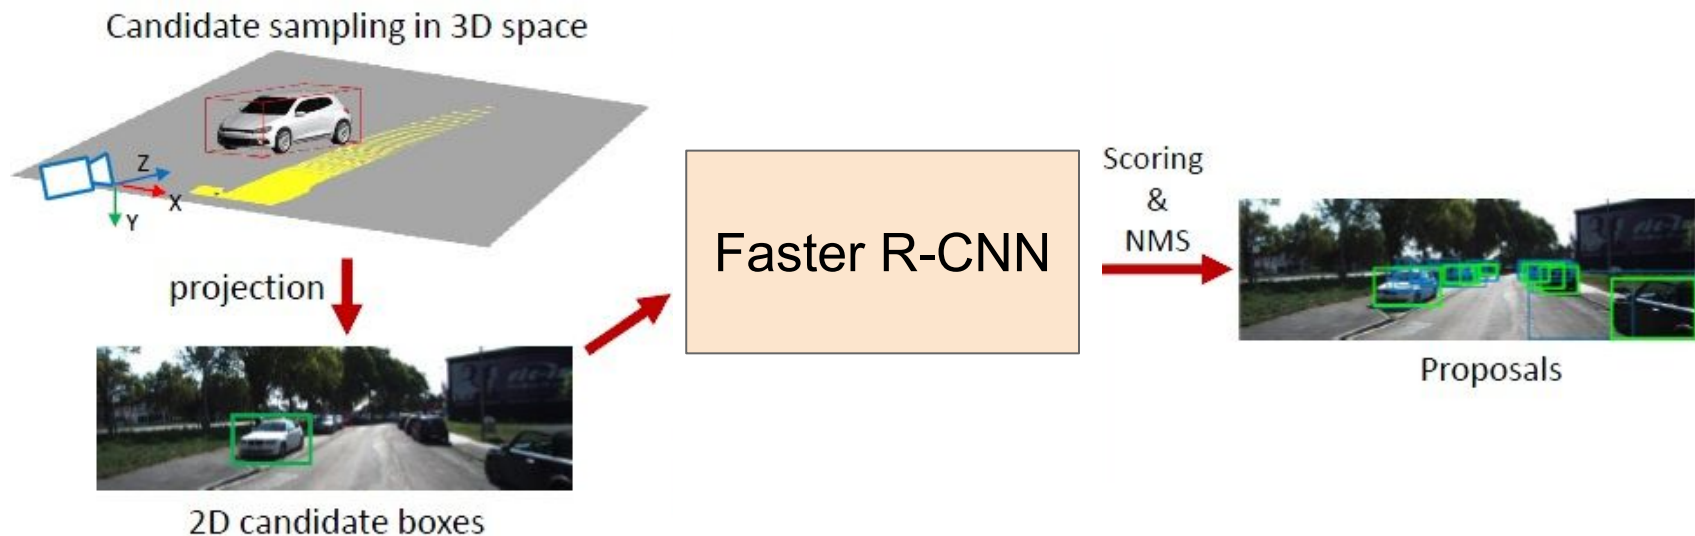 Candidate sampling in 3D space
Z
X
Y
projection
2D candidate boxes
Faster R-CNN
Scoring
&
NMS
Proposals